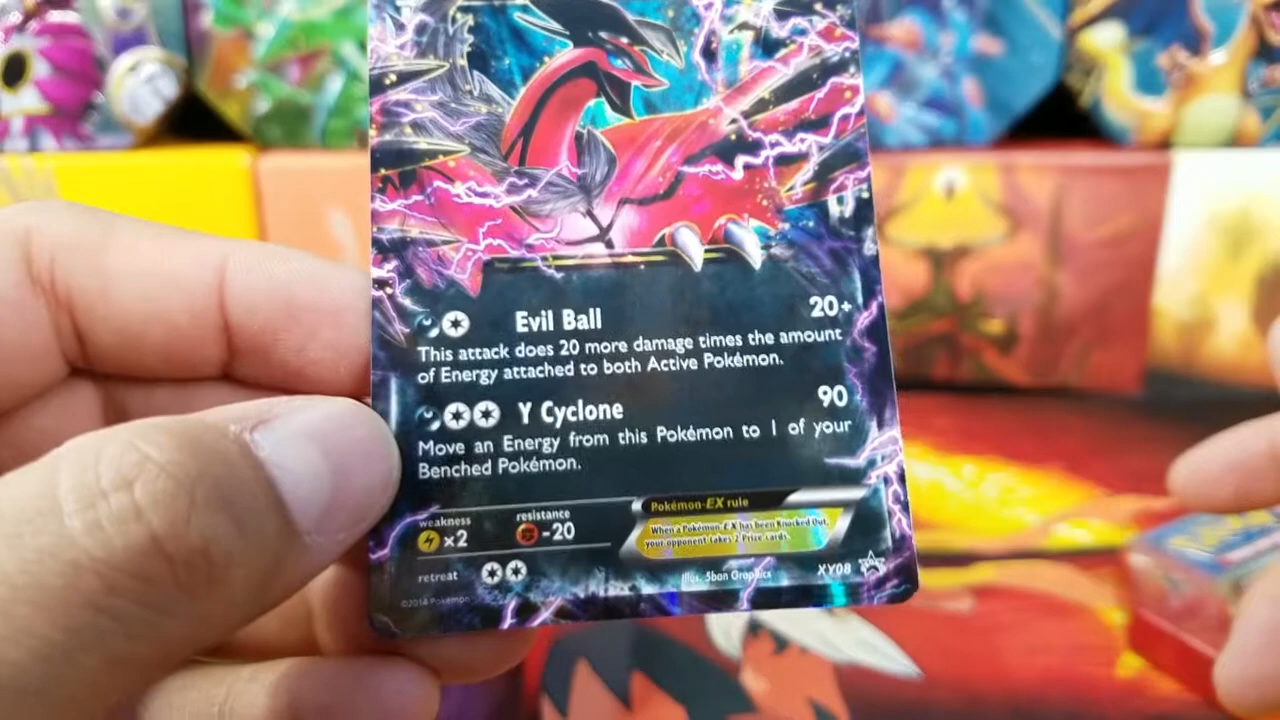 Evil Ball 20+
This attack does 20 more damage times the amount
of Energy attached to both Active Pokémon.
Y Cyclone 90
Move an Energy from this Pokémon to 1 of your
Benched Pokémon.
weakness resistance
×2 -20
Pokémon-EX rule
When a Pokémon-EX has been Knocked Out,
your opponent takes 2 Prize cards.
retreat
Illus. 5ban Graphics XY08
©2014 Pokémon